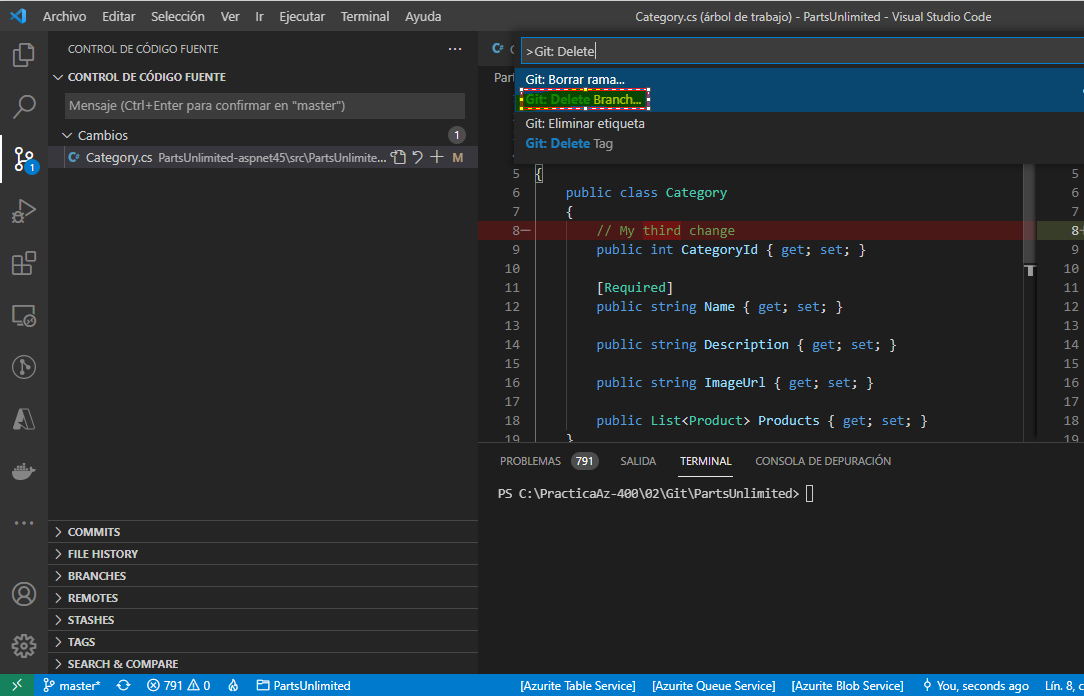 Archivo Editar Selección Ver Ir Ejecutar Terminal Ayuda
Category.cs (árbol de trabajo) - PartsUnlimited - Visual Studio Code
CONTROL DE CÓDIGO FUENTE ...
CONTROL DE CÓDIGO FUENTE
Mensaje (Ctrl+Enter para confirmar en "master")
Cambios 1
Category.cs PartsUnlimited-aspnet45\src\PartsUnlimite... M
1
COMMITS
FILE HISTORY
BRANCHES
REMOTES
STASHES
TAGS
SEARCH & COMPARE
>Git: Delete
Git: Borrar rama...
Git: Delete Branch...
Git: Eliminar etiqueta
Git: Delete Tag
5 {
6 public class Category
7 {
8− // My third change
9 public int CategoryId { get; set; }
10
11 [Required]
12 public string Name { get; set; }
13
14 public string Description { get; set; }
15
16 public string ImageUrl { get; set; }
17
18 public List<Product> Products { get; set; }
19 }
5
6
7
8+
9
10
11
12
13
14
15
16
17
18
19
PROBLEMAS 791 SALIDA TERMINAL CONSOLA DE DEPURACIÓN
PS C:\PracticaAz-400\02\Git\PartsUnlimited>
master* 791 0 PartsUnlimited [Azurite Table Service] [Azurite Queue Service] [Azurite Blob Service] You, seconds ago Lín. 8, c